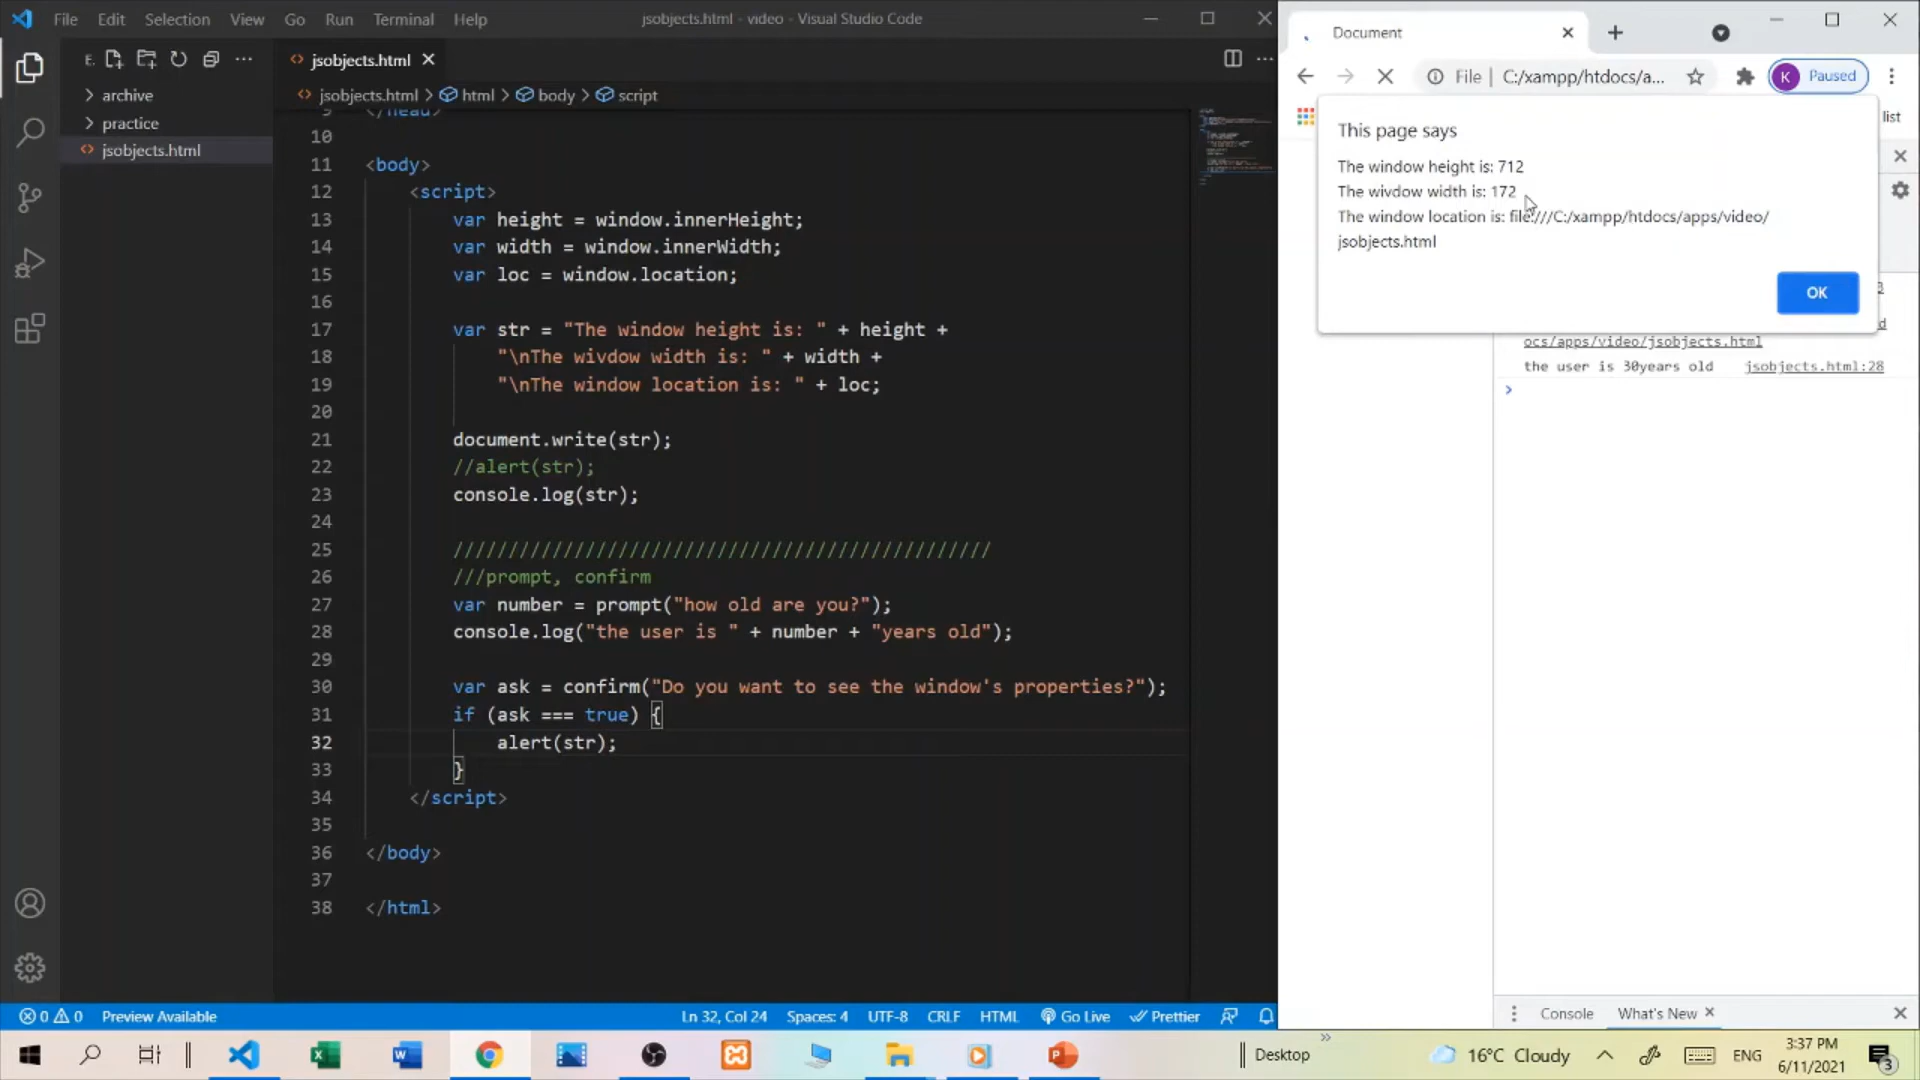 File Edit Selection View Go Run Terminal Help
jsobjects.html - video - Visual Studio Code
E.
archive
practice
jsobjects.html
jsobjects.html
jsobjects.html > html > body > script
9 </head>
10
11 <body>
12 <script>
13 var height = window.innerHeight;
14 var width = window.innerWidth;
15 var loc = window.location;
16
17 var str = "The window height is: " + height +
18 "\nThe wivdow width is: " + width +
19 "\nThe window location is: " + loc;
20
21 document.write(str);
22 //alert(str);
23 console.log(str);
24
25 /////////////////////////////////////////////////
26 ///prompt, confirm
27 var number = prompt("how old are you?");
28 console.log("the user is " + number + "years old");
29
30 var ask = confirm("Do you want to see the window's properties?");
31 if (ask === true) {
32 alert(str);
33 }
34 </script>
35
36 </body>
37
38 </html>
0 0 Preview Available
Ln 32, Col 24 Spaces: 4 UTF-8 CRLF HTML Go Live Prettier
Document
File | C:/xampp/htdocs/a...
K Paused
list
This page says
The window height is: 712
The wivdow width is: 172
The window location is: file:///C:/xampp/htdocs/apps/video/
jsobjects.html
OK
ocs/apps/video/jsobjects.html
the user is 30years old jsobjects.html:28
Console What's New
Desktop
16°C Cloudy
ENG
3:37 PM
6/11/2021
3